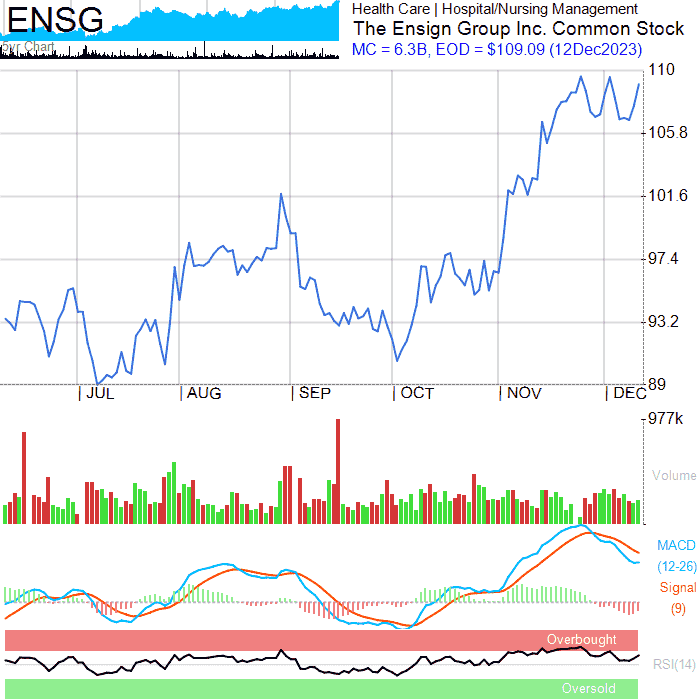 ENSG
5yr Chart
Health Care | Hospital/Nursing Management
The Ensign Group Inc. Common Stock
MC = 6.3B, EOD = $109.09 (12Dec2023)
110
105.8
101.6
97.4
93.2
89
| JUL | AUG | SEP | OCT | NOV | DEC
977k
Volume
MACD
(12-26)
Signal
(9)
Overbought
RSI(14)
Oversold